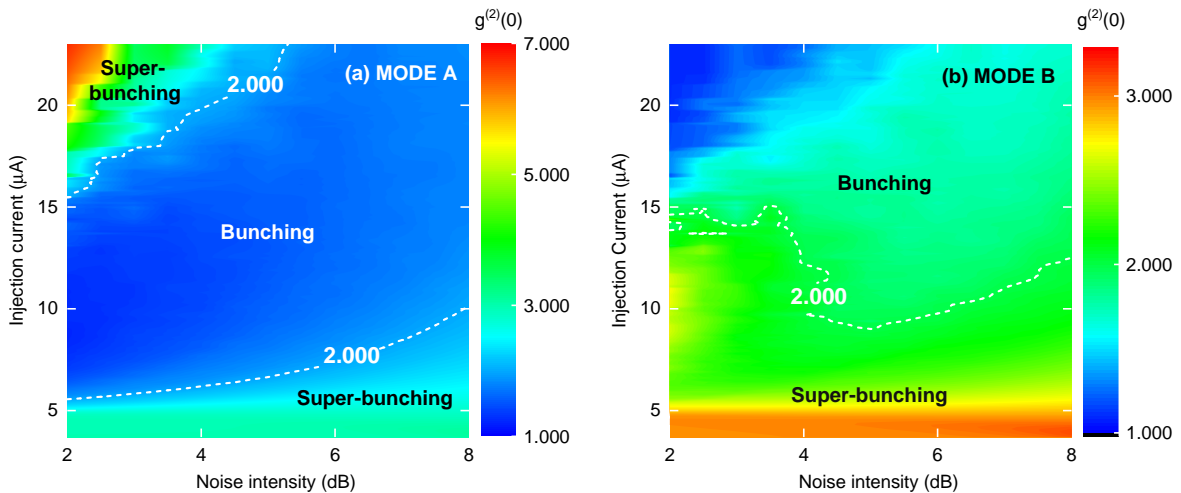 g(2)(0)
7.000
5.000
3.000
1.000
(a) MODE A
Super-
bunching
2.000
Bunching
2.000
Super-bunching
Injection current (µA)
20
15
10
5
2
4
6
8
Noise intensity (dB)
g(2)(0)
3.000
2.000
1.000
(b) MODE B
Bunching
2.000
Super-bunching
Injection Current (µA)
20
15
10
5
2
4
6
8
Noise intensity (dB)